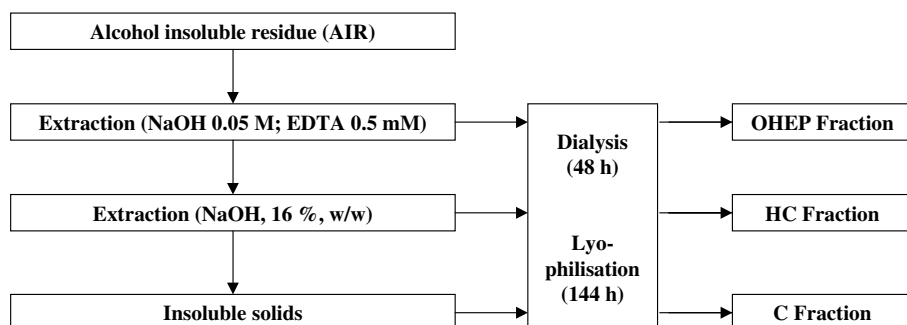 Alcohol insoluble residue (AIR)
Extraction (NaOH 0.05 M; EDTA 0.5 mM)
OHEP Fraction
Dialysis
(48 h)
Extraction (NaOH, 16 %, w/w)
HC Fraction
Lyo-
philisation
(144 h)
Insoluble solids
C Fraction